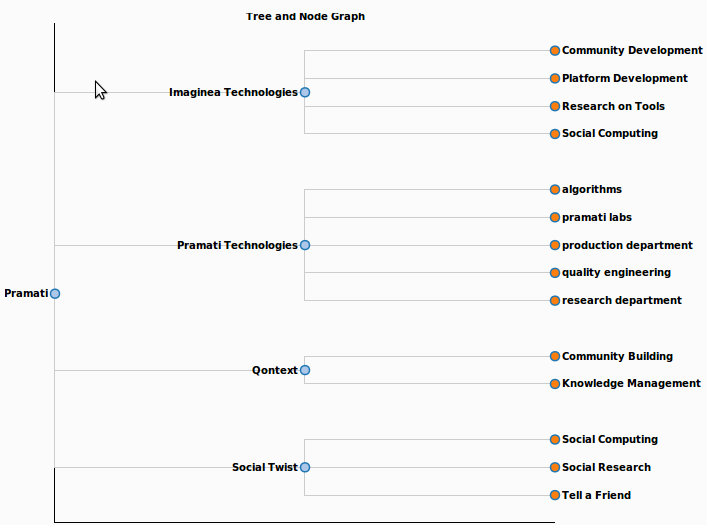 Tree and Node Graph
Community Development
Platform Development
Imaginea Technologies
Research on Tools
Social Computing
algorithms
pramati labs
Pramati Technologies
production department
quality engineering
Pramati
research department
Community Building
Qontext
Knowledge Management
Social Computing
Social Twist
Social Research
Tell a Friend